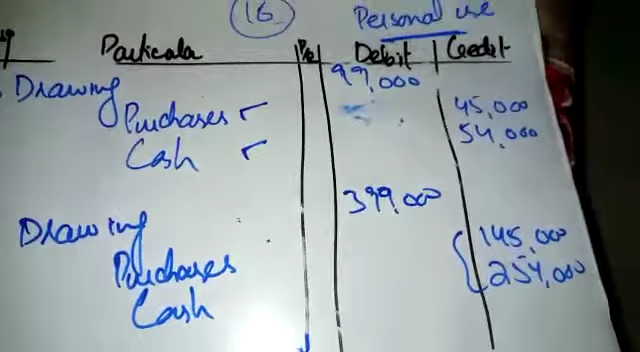 16
Personal use
Particala P/R Debit Credit
Drawing 99,000
Purchases 45,000
Cash 54,000
Drawing 399,000
Purchases 145,000
Cash 254,000